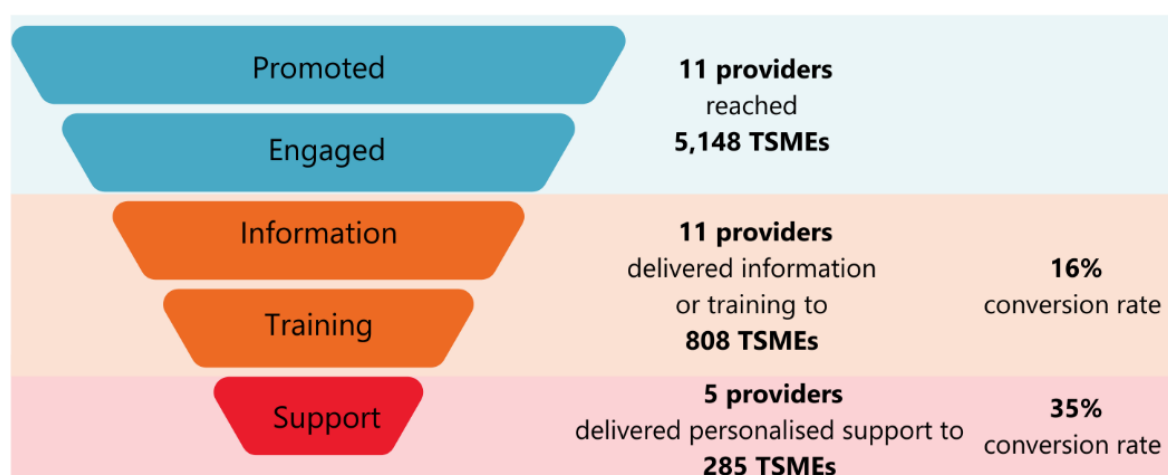 Promoted
Engaged
11 providers
reached
5,148 TSMEs
Information
Training
11 providers
delivered information
or training to
808 TSMEs
16%
conversion rate
Support
5 providers
delivered personalised support to
285 TSMEs
35%
conversion rate